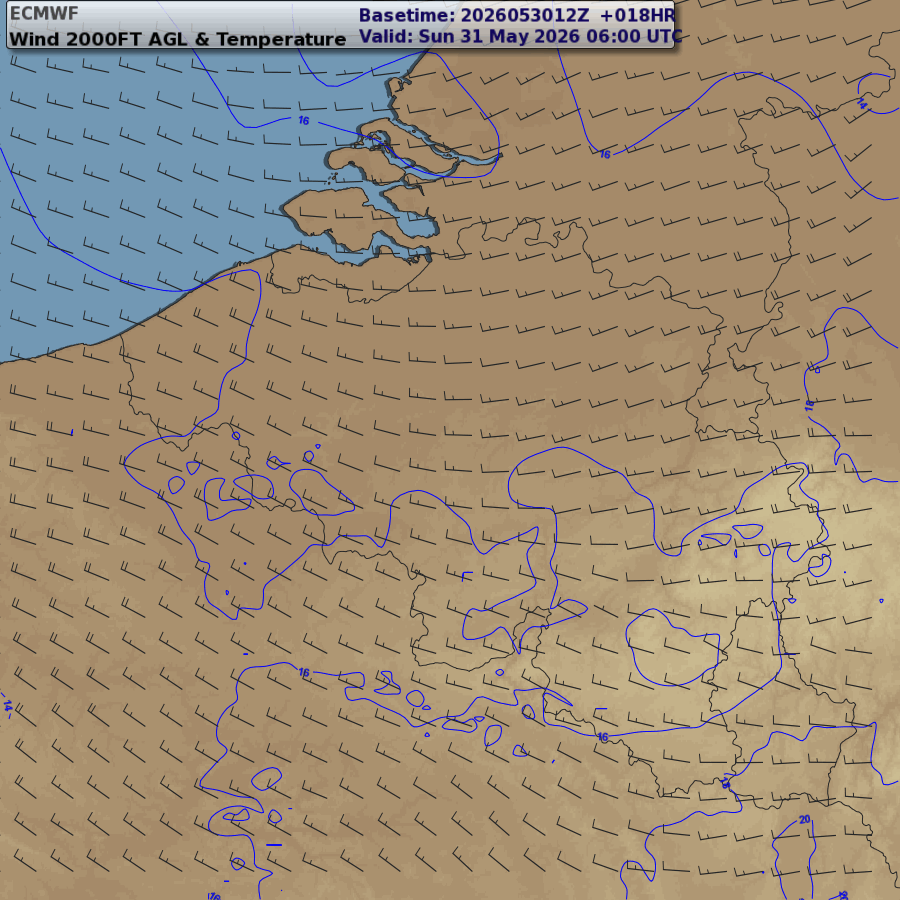 ECMWF
Basetime: 2026053012Z +018HR
Wind 2000FT AGL & Temperature
Valid: Sun 31 May 2026 06:00 UTC
16
16
14
18
16
14
16
20